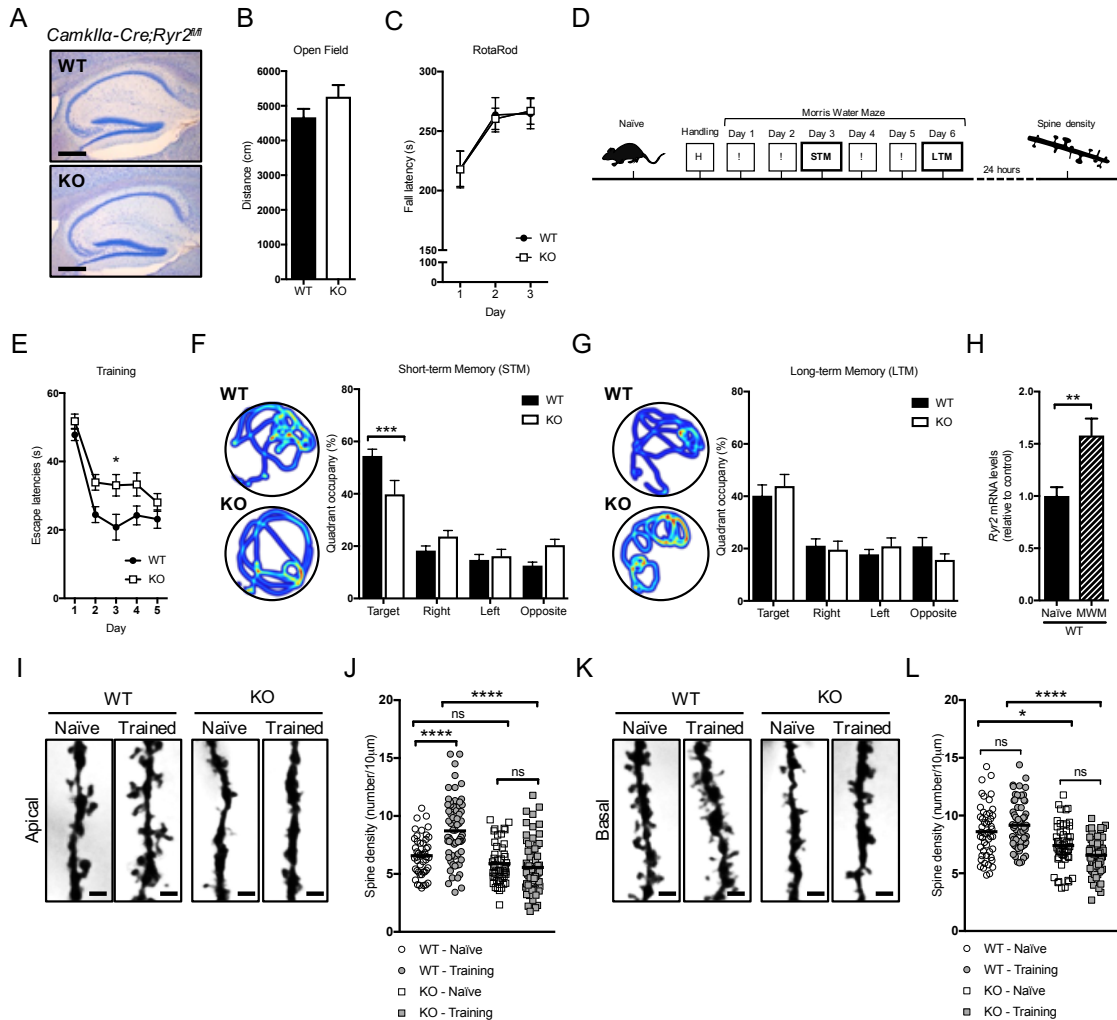 A
CamkIIα-Cre;Ryr2fl/fl
WT
KO
B
Open Field
6000
5000
4000
3000
2000
1000
0
Distance (cm)
WT KO
C
RotaRod
300
250
200
150
100
0
Fall latency (s)
WT
KO
1 2 3
Day
D
Morris Water Maze
Naïve
Handling Day 1 Day 2 Day 3 Day 4 Day 5 Day 6
H ! ! STM ! ! LTM
24 hours
Spine density
E
Training
60
40
20
0
Escape latencies (s)
*
WT
KO
1 2 3 4 5
Day
F
Short-term Memory (STM)
WT
KO
80
60
40
20
0
Quadrant occupany (%)
***
WT
KO
Target Right Left Opposite
G
Long-term Memory (LTM)
WT
KO
80
60
40
20
0
Quadrant occupany (%)
WT
KO
Target Right Left Opposite
H
2.0
1.5
1.0
0.5
0.0
Ryr2 mRNA levels
(relative to control)
**
Naïve MWM
WT
I
WT KO
Naïve Trained Naïve Trained
Apical
J
20
15
10
5
0
Spine density (number/10μm)
****
ns
****
ns
WT - Naïve
WT - Training
KO - Naïve
KO - Training
K
WT KO
Naïve Trained Naïve Trained
Basal
L
20
15
10
5
0
Spine density (number/10μm)
****
*
ns
ns
WT - Naïve
WT - Training
KO - Naïve
KO - Training